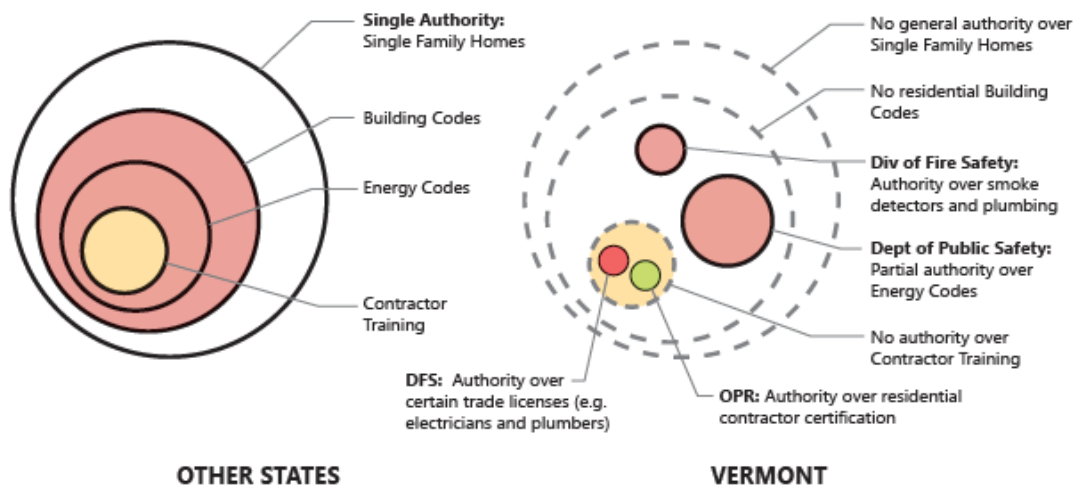 Single Authority:
Single Family Homes
Building Codes
Energy Codes
Contractor
Training
OTHER STATES
No general authority over
Single Family Homes
No residential Building
Codes
Div of Fire Safety:
Authority over smoke
detectors and plumbing
Dept of Public Safety:
Partial authority over
Energy Codes
No authority over
Contractor Training
DFS: Authority over
certain trade licenses (e.g.
electricians and plumbers)
OPR: Authority over residential
contractor certification
VERMONT